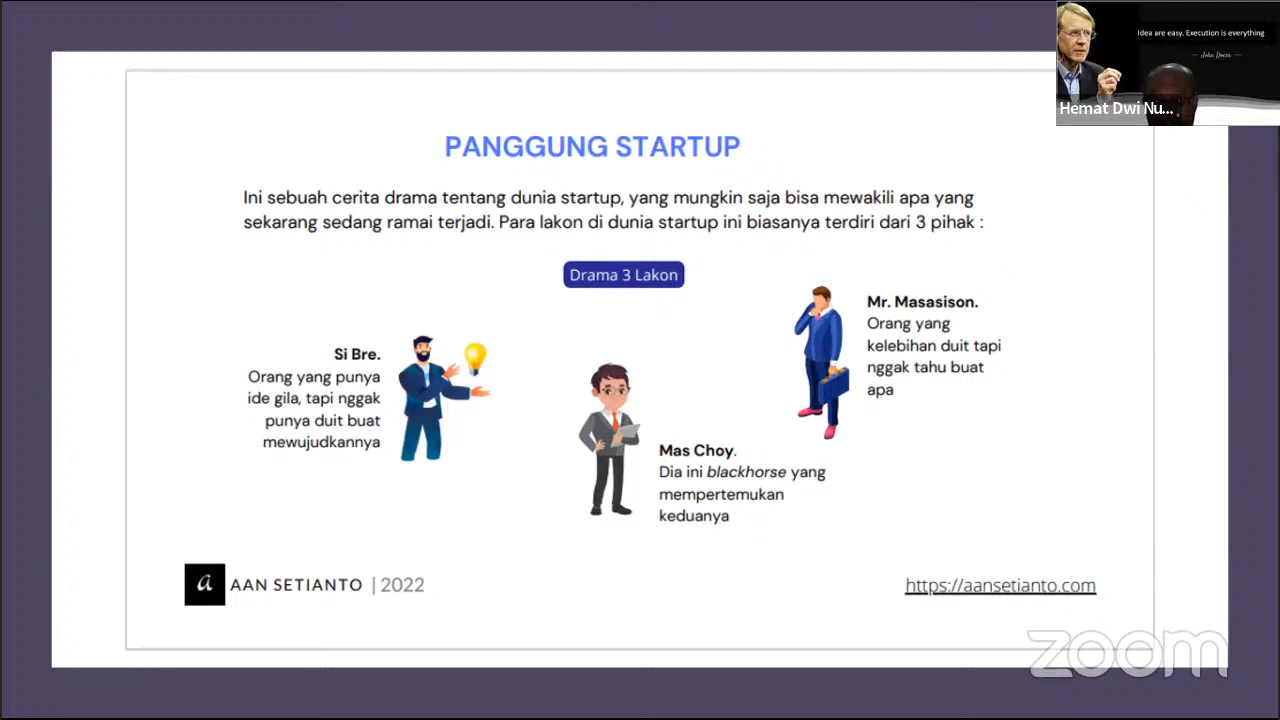 Idea are easy. Execution is everything
— John Doerr —
Hemat Dwi Nu...
PANGGUNG STARTUP
Ini sebuah cerita drama tentang dunia startup, yang mungkin saja bisa mewakili apa yang
sekarang sedang ramai terjadi. Para lakon di dunia startup ini biasanya terdiri dari 3 pihak :
Drama 3 Lakon
Si Bre.
Orang yang punya
ide gila, tapi nggak
punya duit buat
mewujudkannya
Mas Choy.
Dia ini blackhorse yang
mempertemukan
keduanya
Mr. Masasison.
Orang yang
kelebihan duit tapi
nggak tahu buat
apa
a
AAN SETIANTO | 2022
https://aansetianto.com
zoom